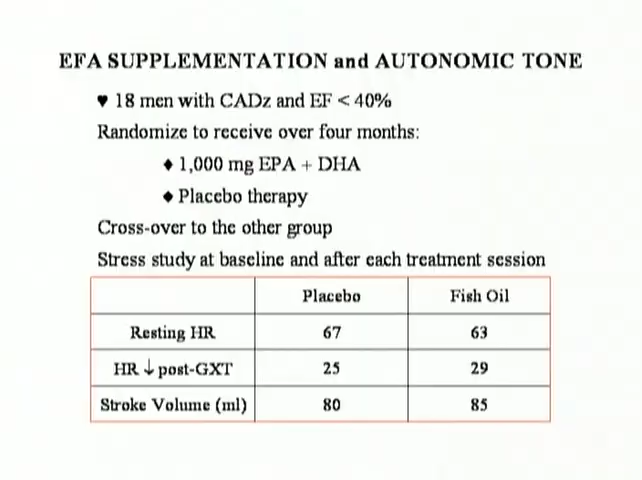 EFA SUPPLEMENTATION and AUTONOMIC TONE
♥ 18 men with CADz and EF < 40%
Randomize to receive over four months:
♦ 1,000 mg EPA + DHA
♦ Placebo therapy
Cross-over to the other group
Stress study at baseline and after each treatment session
Placebo Fish Oil
Resting HR 67 63
HR ↓ post-GXT 25 29
Stroke Volume (ml) 80 85